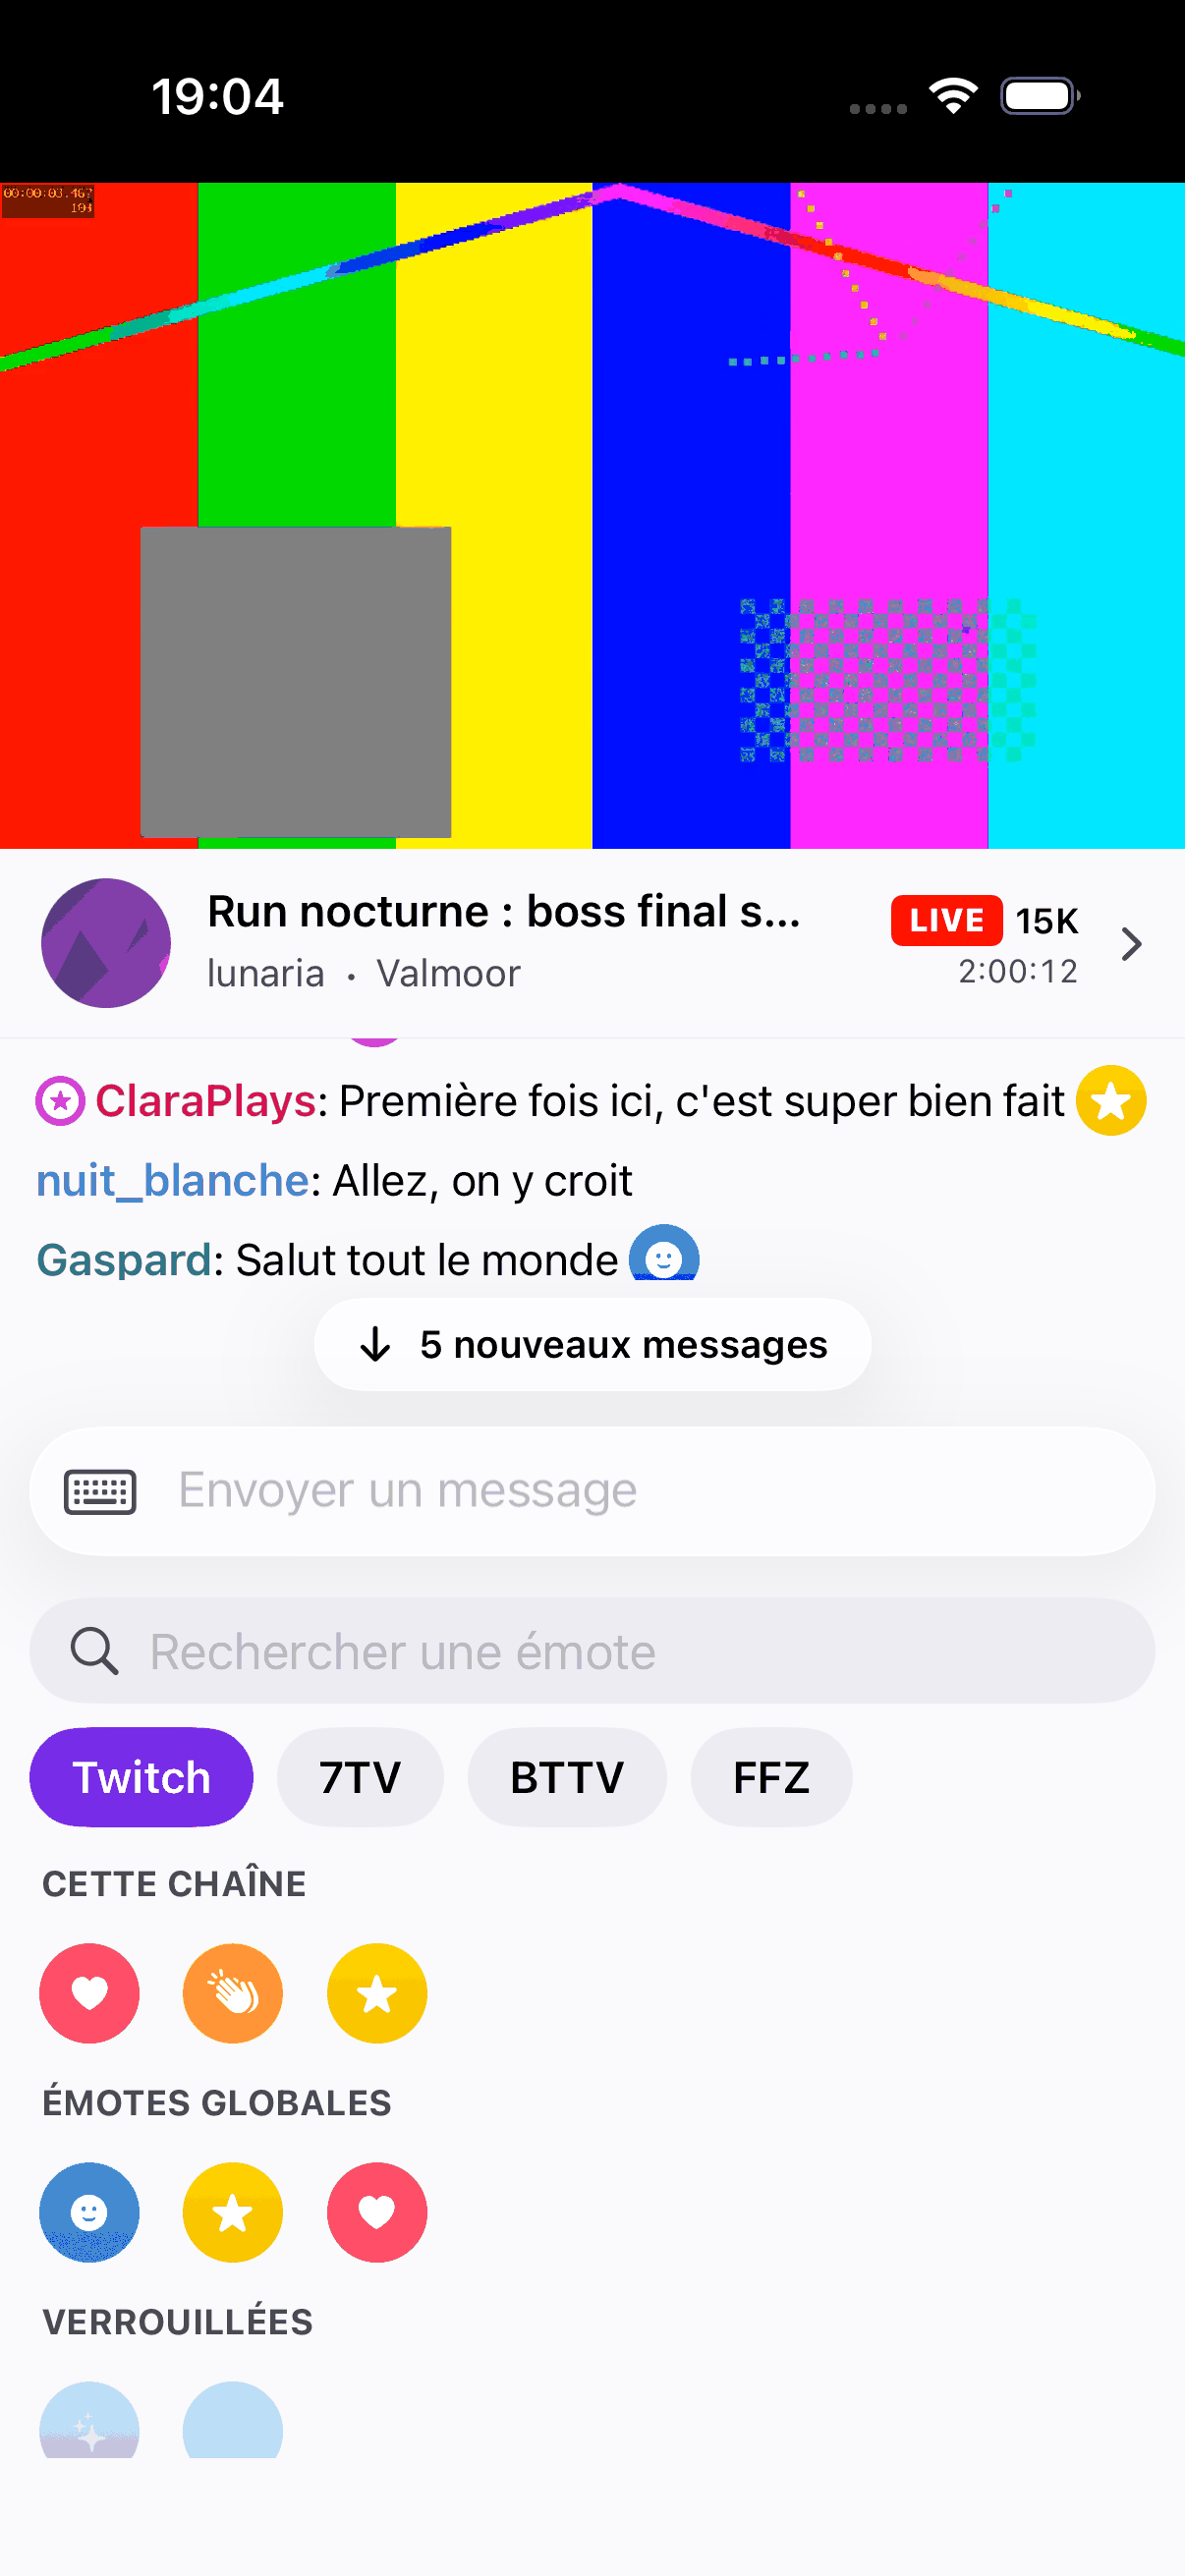 19:04
00:00:03.467
LIVE 15K
Run nocturne : boss final s...
lunaria • Valmoor
2:00:12
ClaraPlays: Première fois ici, c'est super bien fait
nuit_blanche: Allez, on y croit
Gaspard: Salut tout le monde
5 nouveaux messages
Envoyer un message
Rechercher une émote
Twitch 7TV BTTV FFZ
CETTE CHAÎNE
ÉMOTES GLOBALES
VERROUILLÉES